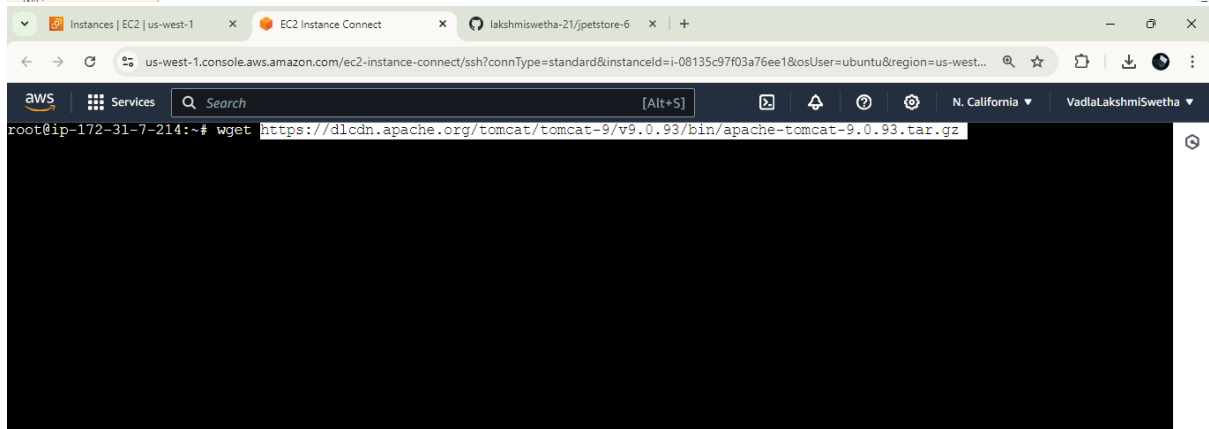 Instances | EC2 | us-west-1
EC2 Instance Connect
lakshmiswetha-21/jpetstore-6
us-west-1.console.aws.amazon.com/ec2-instance-connect/ssh?connType=standard&instanceId=i-08135c97f03a76ee1&osUser=ubuntu&region=us-west...
aws Services Search [Alt+S] N. California ▼ VadlaLakshmiSwetha ▼
root@ip-172-31-7-214:~# wget https://dlcdn.apache.org/tomcat/tomcat-9/v9.0.93/bin/apache-tomcat-9.0.93.tar.gz